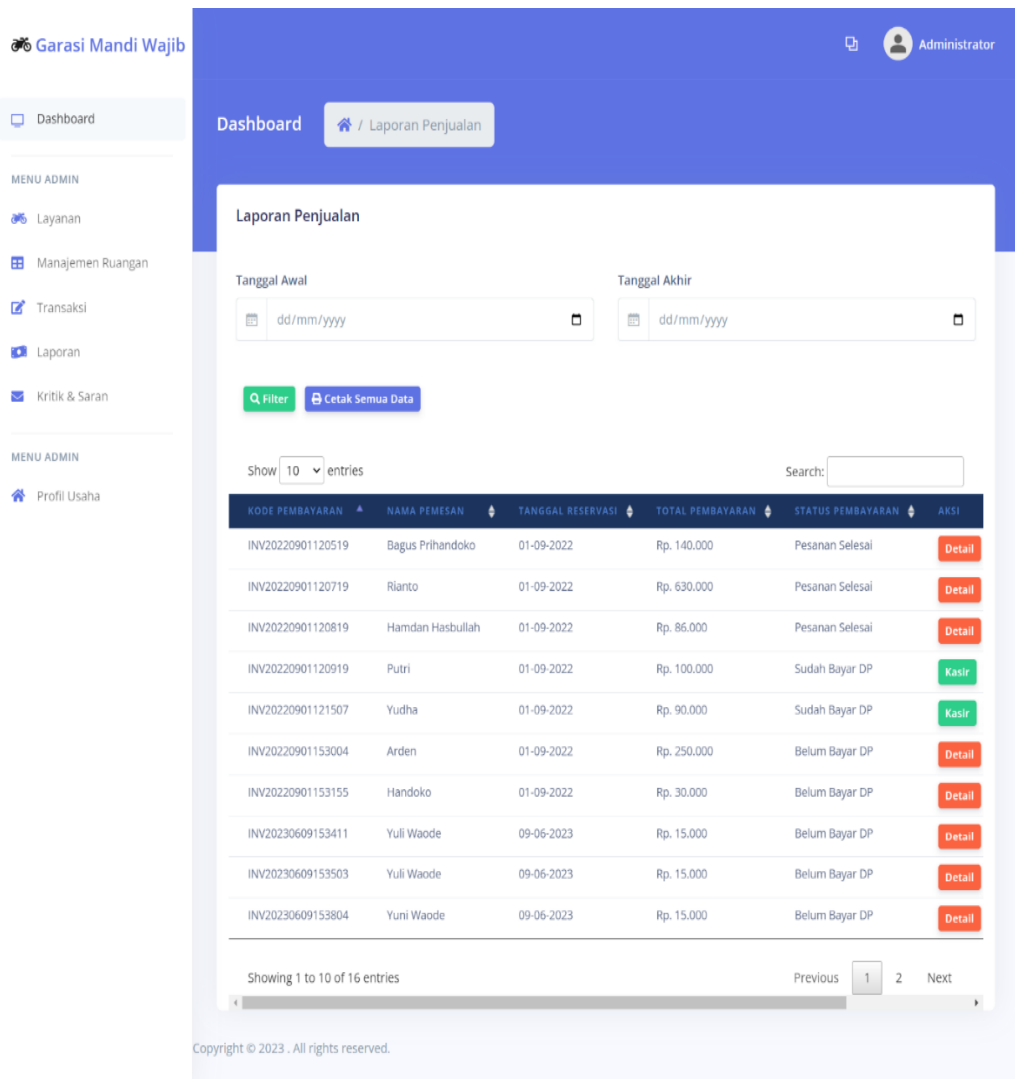 Garasi Mandi Wajib
Administrator
Dashboard
MENU ADMIN
Layanan
Manajemen Ruangan
Transaksi
Laporan
Kritik & Saran
MENU ADMIN
Profil Usaha
Dashboard / Laporan Penjualan
Laporan Penjualan
Tanggal Awal Tanggal Akhir
dd/mm/yyyy dd/mm/yyyy
Filter Cetak Semua Data
Show 10 entries Search:
KODE PEMBAYARAN NAMA PEMESAN TANGGAL RESERVASI TOTAL PEMBAYARAN STATUS PEMBAYARAN AKSI
INV20220901120519 Bagus Prihandoko 01-09-2022 Rp. 140.000 Pesanan Selesai Detail
INV20220901120719 Rianto 01-09-2022 Rp. 630.000 Pesanan Selesai Detail
INV20220901120819 Hamdan Hasbullah 01-09-2022 Rp. 86.000 Pesanan Selesai Detail
INV20220901120919 Putri 01-09-2022 Rp. 100.000 Sudah Bayar DP Kasir
INV20220901121507 Yudha 01-09-2022 Rp. 90.000 Sudah Bayar DP Kasir
INV20220901153004 Arden 01-09-2022 Rp. 250.000 Belum Bayar DP Detail
INV20220901153155 Handoko 01-09-2022 Rp. 30.000 Belum Bayar DP Detail
INV20230609153411 Yuli Waode 09-06-2023 Rp. 15.000 Belum Bayar DP Detail
INV20230609153503 Yuli Waode 09-06-2023 Rp. 15.000 Belum Bayar DP Detail
INV20230609153804 Yuni Waode 09-06-2023 Rp. 15.000 Belum Bayar DP Detail
Showing 1 to 10 of 16 entries Previous 1 2 Next
Copyright © 2023 . All rights reserved.